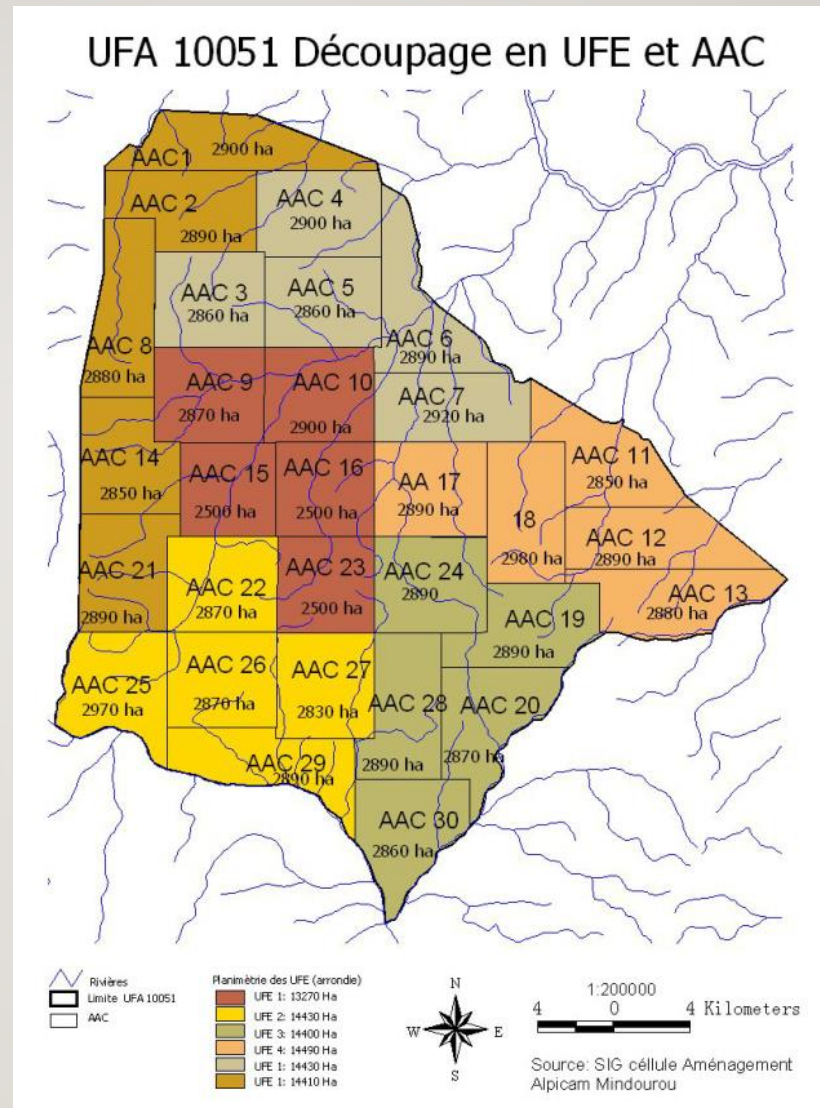 UFA 10051 Découpage en UFE et AAC
AAC1
2900 ha
AAC 2
2890 ha
AAC 4
2900 ha
AAC 3
2860 ha
AAC 5
2860 ha
AAC 6
2890 ha
AAC 8
2880 ha
AAC 9
2870 ha
AAC 10
2900 ha
AAC 7
2920 ha
AAC 14
2850 ha
AAC 15
2500 ha
AAC 16
2500 ha
AA 17
2890 ha
18
2980 ha
AAC 11
2850 ha
AAC 12
2890 ha
AAC 13
2880 ha
AAC 21
2890 ha
AAC 22
2870 ha
AAC 23
2500 ha
AAC 24
2890
AAC 19
2890 ha
AAC 25
2970 ha
AAC 26
2870 ha
AAC 27
2830 ha
AAC 28
2890 ha
AAC 20
2870 ha
AAC 29
2890 ha
AAC 30
2860 ha
Rivières
Limite UFA 10051
AAC
Planimètrie des UFE (arrondie)
UFE 1: 13270 Ha
UFE 2: 14430 Ha
UFE 3: 14400 Ha
UFE 4: 14490 Ha
UFE 1: 14430 Ha
UFE 1: 14410 Ha
N
W E
S
1:200000
4 0 4 Kilometers
Source: SIG céllule Aménagement
Alpicam Mindourou